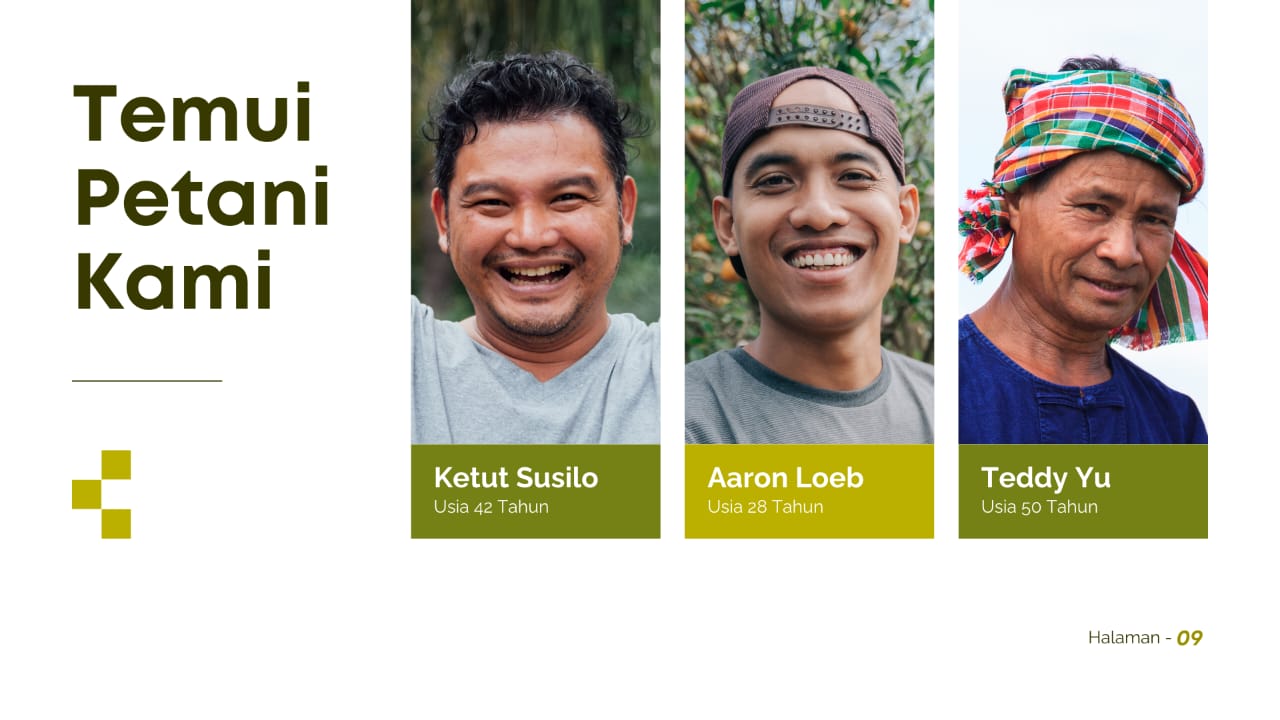 Temui
Petani
Kami
Ketut Susilo
Usia 42 Tahun
Aaron Loeb
Usia 28 Tahun
Teddy Yu
Usia 50 Tahun
Halaman - 09